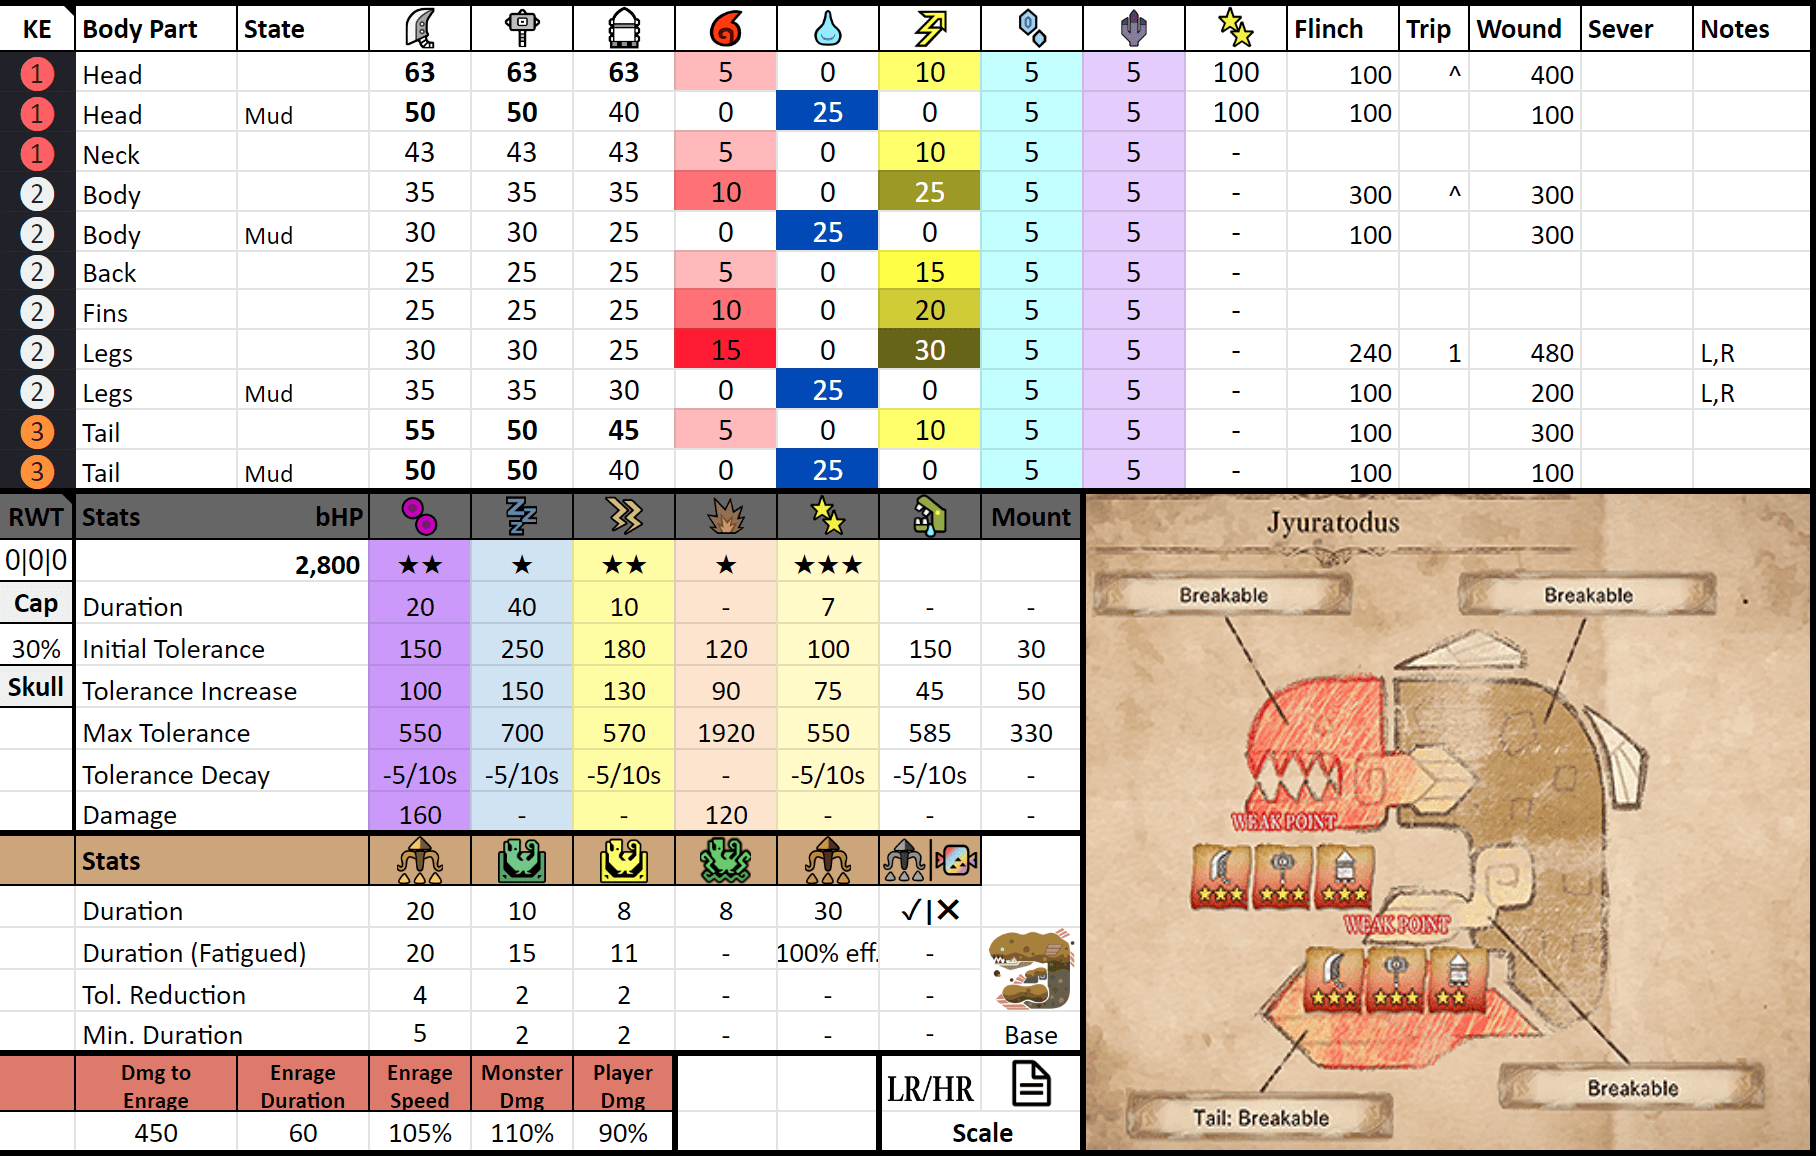 KE Body Part State Flinch Trip Wound Sever Notes
1 Head 63 63 63 5 0 10 5 5 100 100 ^ 400
1 Head Mud 50 50 40 0 25 0 5 5 100 100 100
1 Neck 43 43 43 5 0 10 5 5 -
2 Body 35 35 35 10 0 25 5 5 - 300 ^ 300
2 Body Mud 30 30 25 0 25 0 5 5 - 100 300
2 Back 25 25 25 5 0 15 5 5 -
2 Fins 25 25 25 10 0 20 5 5 -
2 Legs 30 30 25 15 0 30 5 5 - 240 1 480 L,R
2 Legs Mud 35 35 30 0 25 0 5 5 - 100 200 L,R
3 Tail 55 50 45 5 0 10 5 5 - 100 300
3 Tail Mud 50 50 40 0 25 0 5 5 - 100 100
RWT Stats bHP Mount
0|0|0 2,800 ★★ ★ ★★ ★ ★★★
Cap Duration 20 40 10 - 7 - -
30% Initial Tolerance 150 250 180 120 100 150 30
Skull Tolerance Increase 100 150 130 90 75 45 50
Max Tolerance 550 700 570 1920 550 585 330
Tolerance Decay -5/10s -5/10s -5/10s - -5/10s -5/10s -
Damage 160 - - 120 - - -
Stats
Duration 20 10 8 8 30 ✓|✕
Duration (Fatigued) 20 15 11 - 100% eff. -
Tol. Reduction 4 2 2 - - -
Min. Duration 5 2 2 - - - Base
Dmg to Enrage Enrage Duration Enrage Speed Monster Dmg Player Dmg LR/HR
450 60 105% 110% 90% Scale
Jyuratodus
Breakable
Breakable
WEAK POINT
★★★ ★★★ ★★★
WEAK POINT
★★★ ★★★ ★★
Breakable
Tail: Breakable